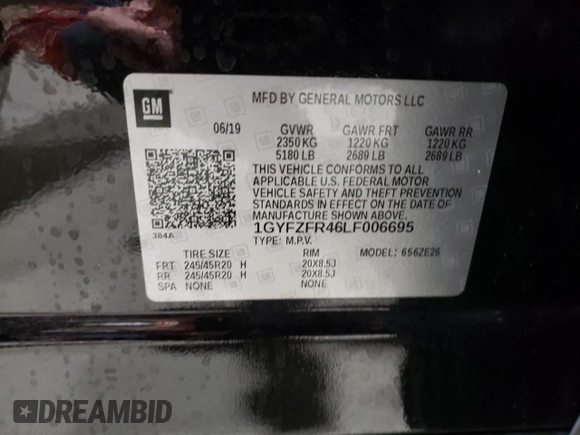 GM
MFD BY GENERAL MOTORS LLC
06/19 GVWR GAWR FRT GAWR RR
2350 KG 1220 KG 1220 KG
5180 LB 2689 LB 2689 LB
THIS VEHICLE CONFORMS TO ALL
APPLICABLE U.S. FEDERAL MOTOR
VEHICLE SAFETY AND THEFT PREVENTION
STANDARDS IN EFFECT ON THE DATE OF
MANUFACTURE SHOWN ABOVE.
1GYFZFR46LF006695
384A
TYPE: M.P.V. MODEL: 656ZE26
TIRE SIZE RIM
FRT 245/45R20 H 20X8.5J
RR 245/45R20 H 20X8.5J
SPA NONE NONE
DREAMBID